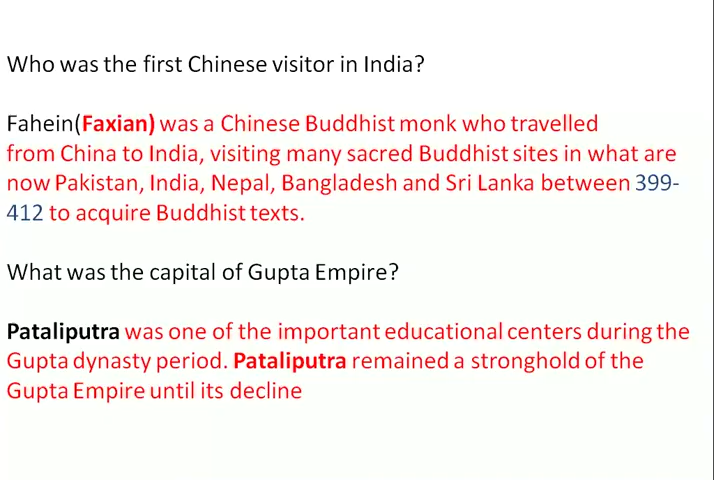 Who was the first Chinese visitor in India?
Fahein(Faxian) was a Chinese Buddhist monk who travelled
from China to India, visiting many sacred Buddhist sites in what are
now Pakistan, India, Nepal, Bangladesh and Sri Lanka between 399-
412 to acquire Buddhist texts.
What was the capital of Gupta Empire?
Pataliputra was one of the important educational centers during the
Gupta dynasty period. Pataliputra remained a stronghold of the
Gupta Empire until its decline